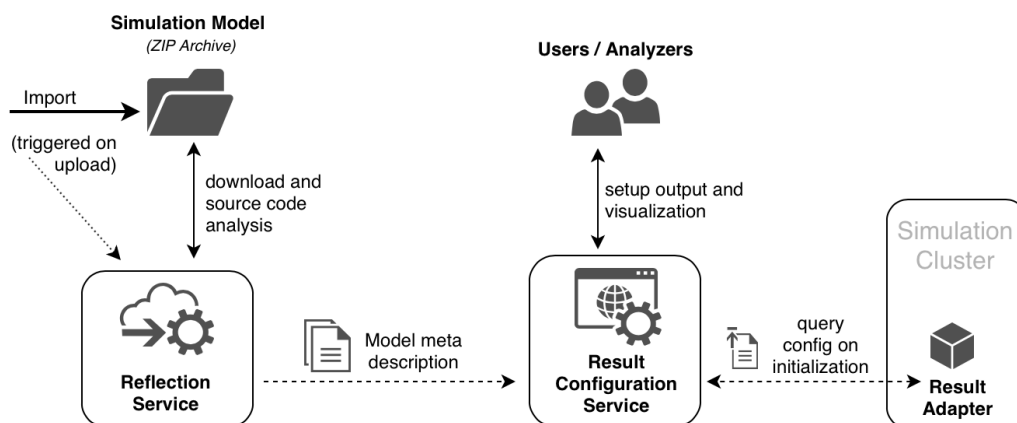 Simulation Model
(ZIP Archive)
Import
(triggered on
upload)
download and
source code
analysis
Reflection
Service
Model meta
description
Users / Analyzers
setup output and
visualization
Result
Configuration
Service
query
config on
initialization
Simulation
Cluster
Result
Adapter